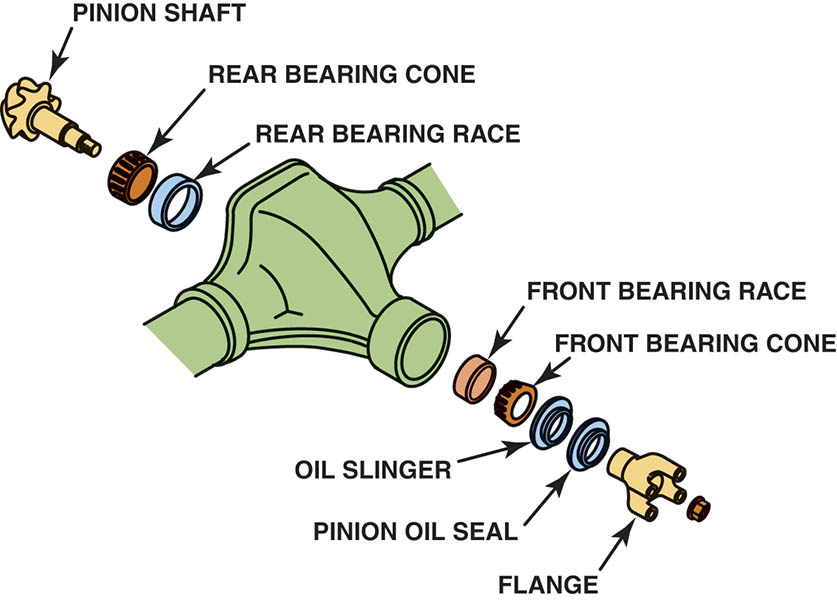 PINION SHAFT
REAR BEARING CONE
REAR BEARING RACE
FRONT BEARING RACE
FRONT BEARING CONE
OIL SLINGER
PINION OIL SEAL
FLANGE